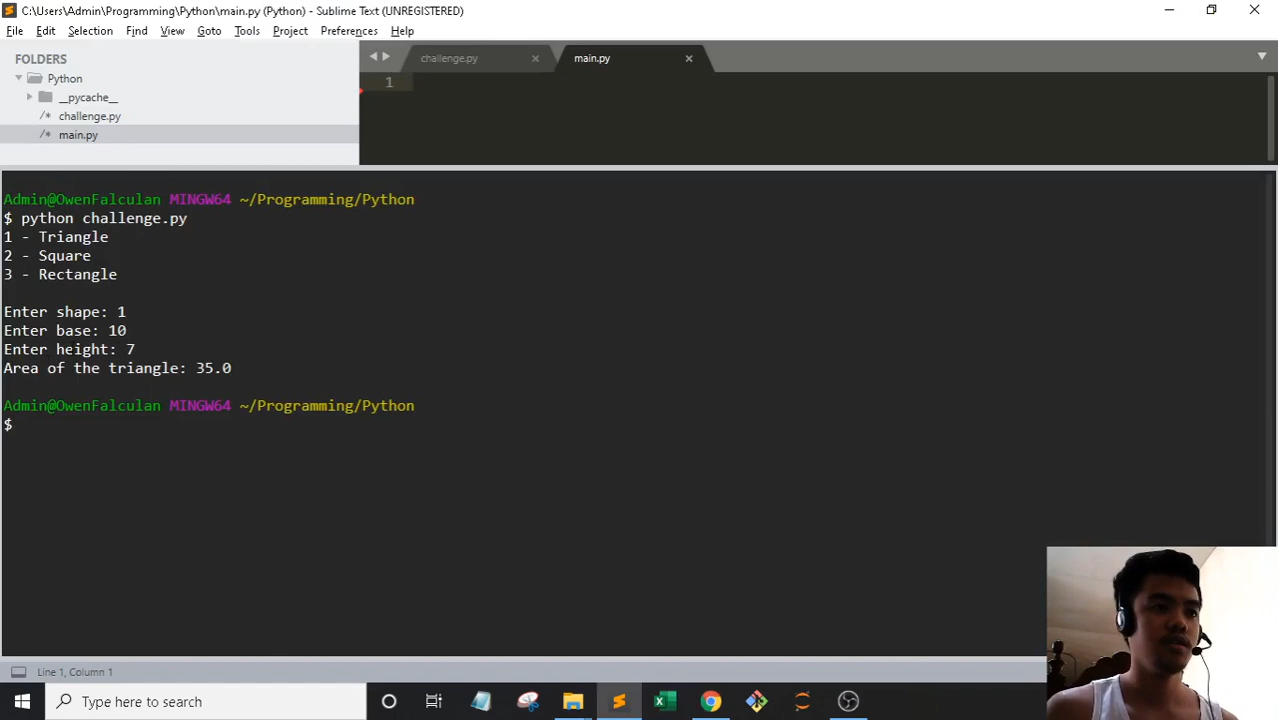 C:\Users\Admin\Programming\Python\main.py (Python) - Sublime Text (UNREGISTERED)
File Edit Selection Find View Goto Tools Project Preferences Help
FOLDERS
Python
__pycache__
/* challenge.py
/* main.py
challenge.py main.py
1
Admin@OwenFalculan MINGW64 ~/Programming/Python
$ python challenge.py
1 - Triangle
2 - Square
3 - Rectangle
Enter shape: 1
Enter base: 10
Enter height: 7
Area of the triangle: 35.0
Admin@OwenFalculan MINGW64 ~/Programming/Python
$
Line 1, Column 1
Type here to search